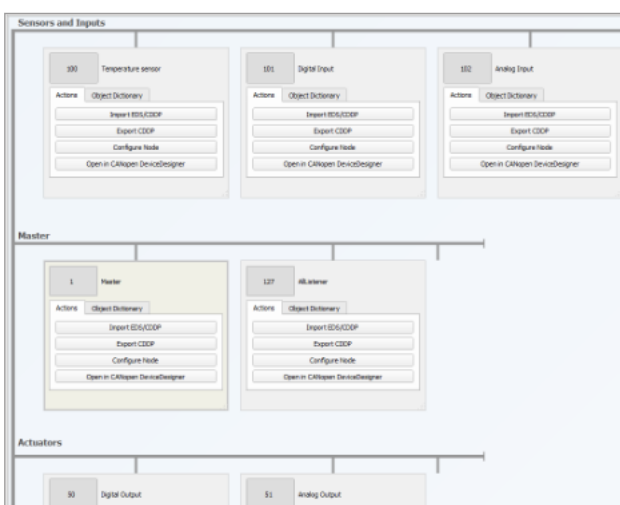 Sensors and Inputs
100 Temperature sensor 101 Digital Input 102 Analog Input
Actions Object Dictionary Actions Object Dictionary Actions Object Dictionary
Import EDS/CDDP Import EDS/CDDP Import EDS/CDDP
Export CDDP Export CDDP Export CDDP
Configure Node Configure Node Configure Node
Open in CANopen DeviceDesigner Open in CANopen DeviceDesigner Open in CANopen DeviceDesigner
Master
1 Master 127 AllListener
Actions Object Dictionary Actions Object Dictionary
Import EDS/CDDP Import EDS/CDDP
Export CDDP Export CDDP
Configure Node Configure Node
Open in CANopen DeviceDesigner Open in CANopen DeviceDesigner
Actuators
50 Digital Output 51 Analog Output